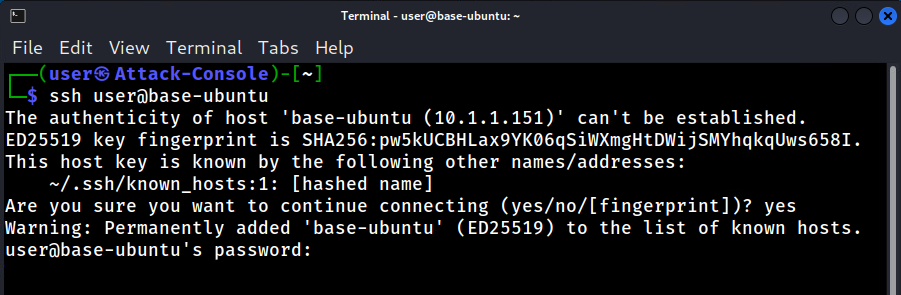 Terminal - user@base-ubuntu: ~
File Edit View Terminal Tabs Help
┌──(user㉿Attack-Console)-[~]
└─$ ssh user@base-ubuntu
The authenticity of host 'base-ubuntu (10.1.1.151)' can't be established.
ED25519 key fingerprint is SHA256:pw5kUCBHLax9YK06qSiWXmgHtDWijSMYhqkqUws658I.
This host key is known by the following other names/addresses:
    ~/.ssh/known_hosts:1: [hashed name]
Are you sure you want to continue connecting (yes/no/[fingerprint])? yes
Warning: Permanently added 'base-ubuntu' (ED25519) to the list of known hosts.
user@base-ubuntu's password: